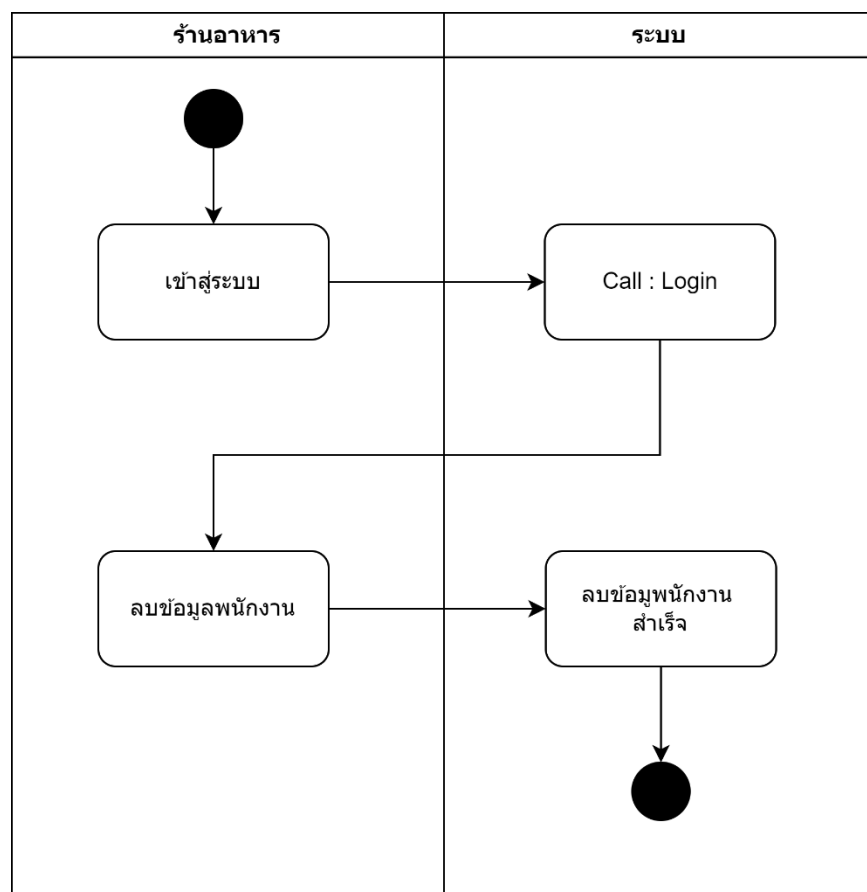 ร้านอาหาร
ระบบ
เข้าสู่ระบบ
Call : Login
ลบข้อมูลพนักงาน
ลบข้อมูพนักงาน
สำเร็จ